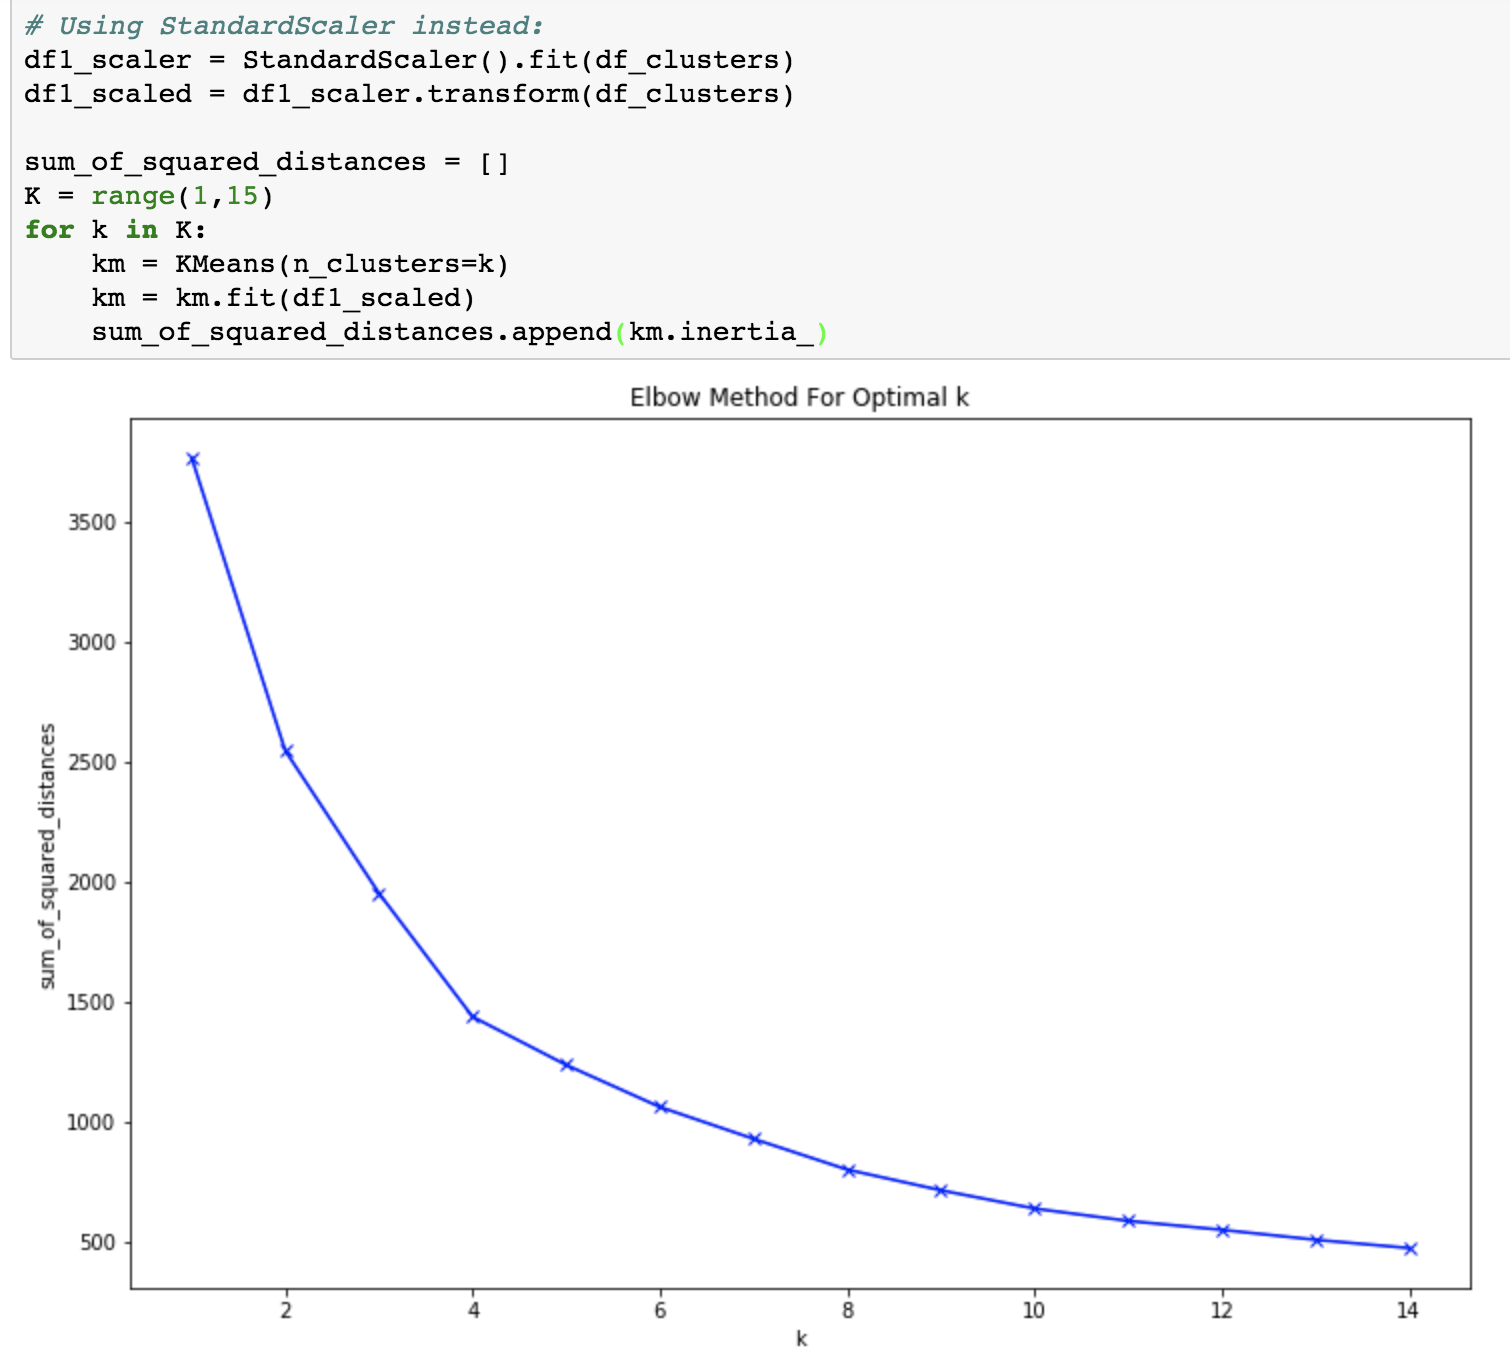 # Using StandardScaler instead:
df1_scaler = StandardScaler().fit(df_clusters)
df1_scaled = df1_scaler.transform(df_clusters)
sum_of_squared_distances = []
K = range(1,15)
for k in K:
    km = KMeans(n_clusters=k)
    km = km.fit(df1_scaled)
    sum_of_squared_distances.append(km.inertia_)
Elbow Method For Optimal k
sum_of_squared_distances
3500
3000
2500
2000
1500
1000
500
2 4 6 8 10 12 14
k